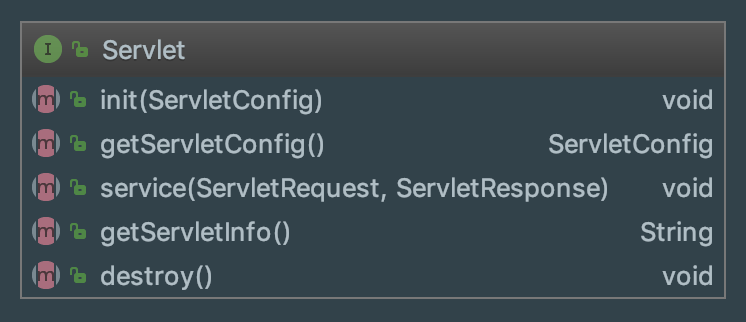 Servlet
init(ServletConfig) void
getServletConfig() ServletConfig
service(ServletRequest, ServletResponse) void
getServletInfo() String
destroy() void